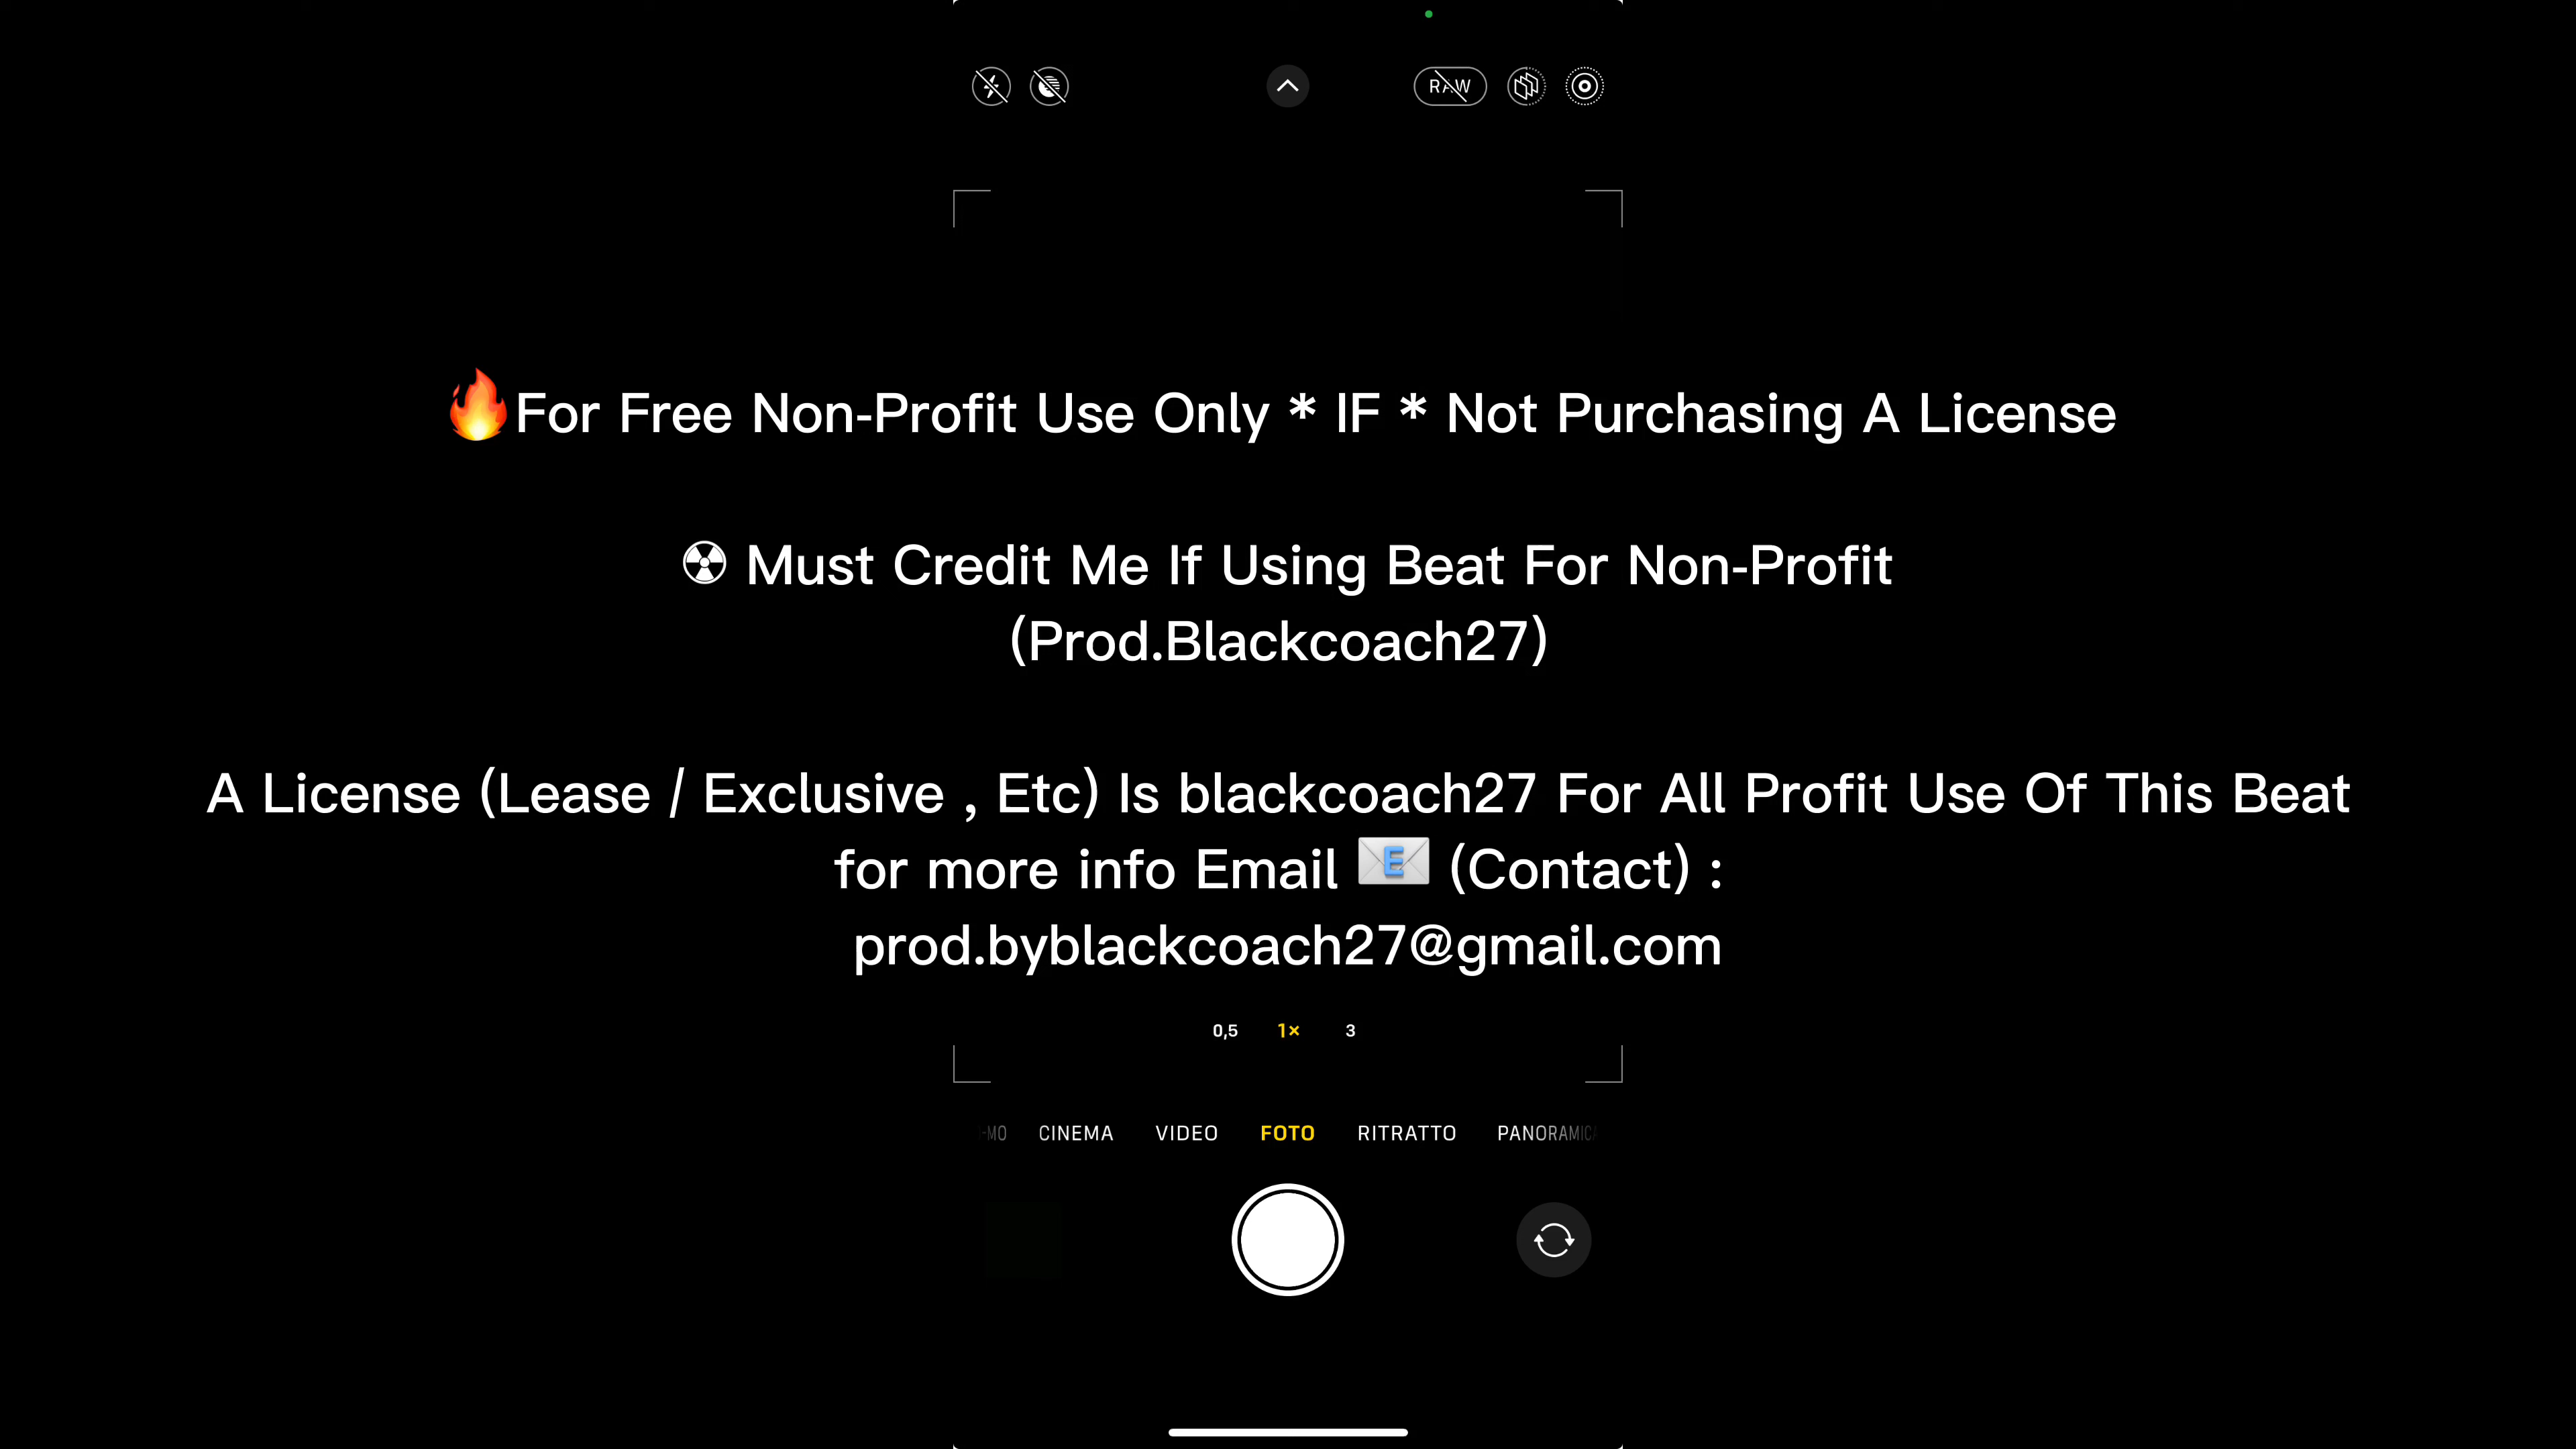 RAW
🔥For Free Non-Profit Use Only * IF * Not Purchasing A License
☢ Must Credit Me If Using Beat For Non-Profit
(Prod.Blackcoach27)
A License (Lease / Exclusive , Etc) Is blackcoach27 For All Profit Use Of This Beat
for more info Email 📧 (Contact) :
prod.byblackcoach27@gmail.com
0,5 1× 3
-MO CINEMA VIDEO FOTO RITRATTO PANORAMICA